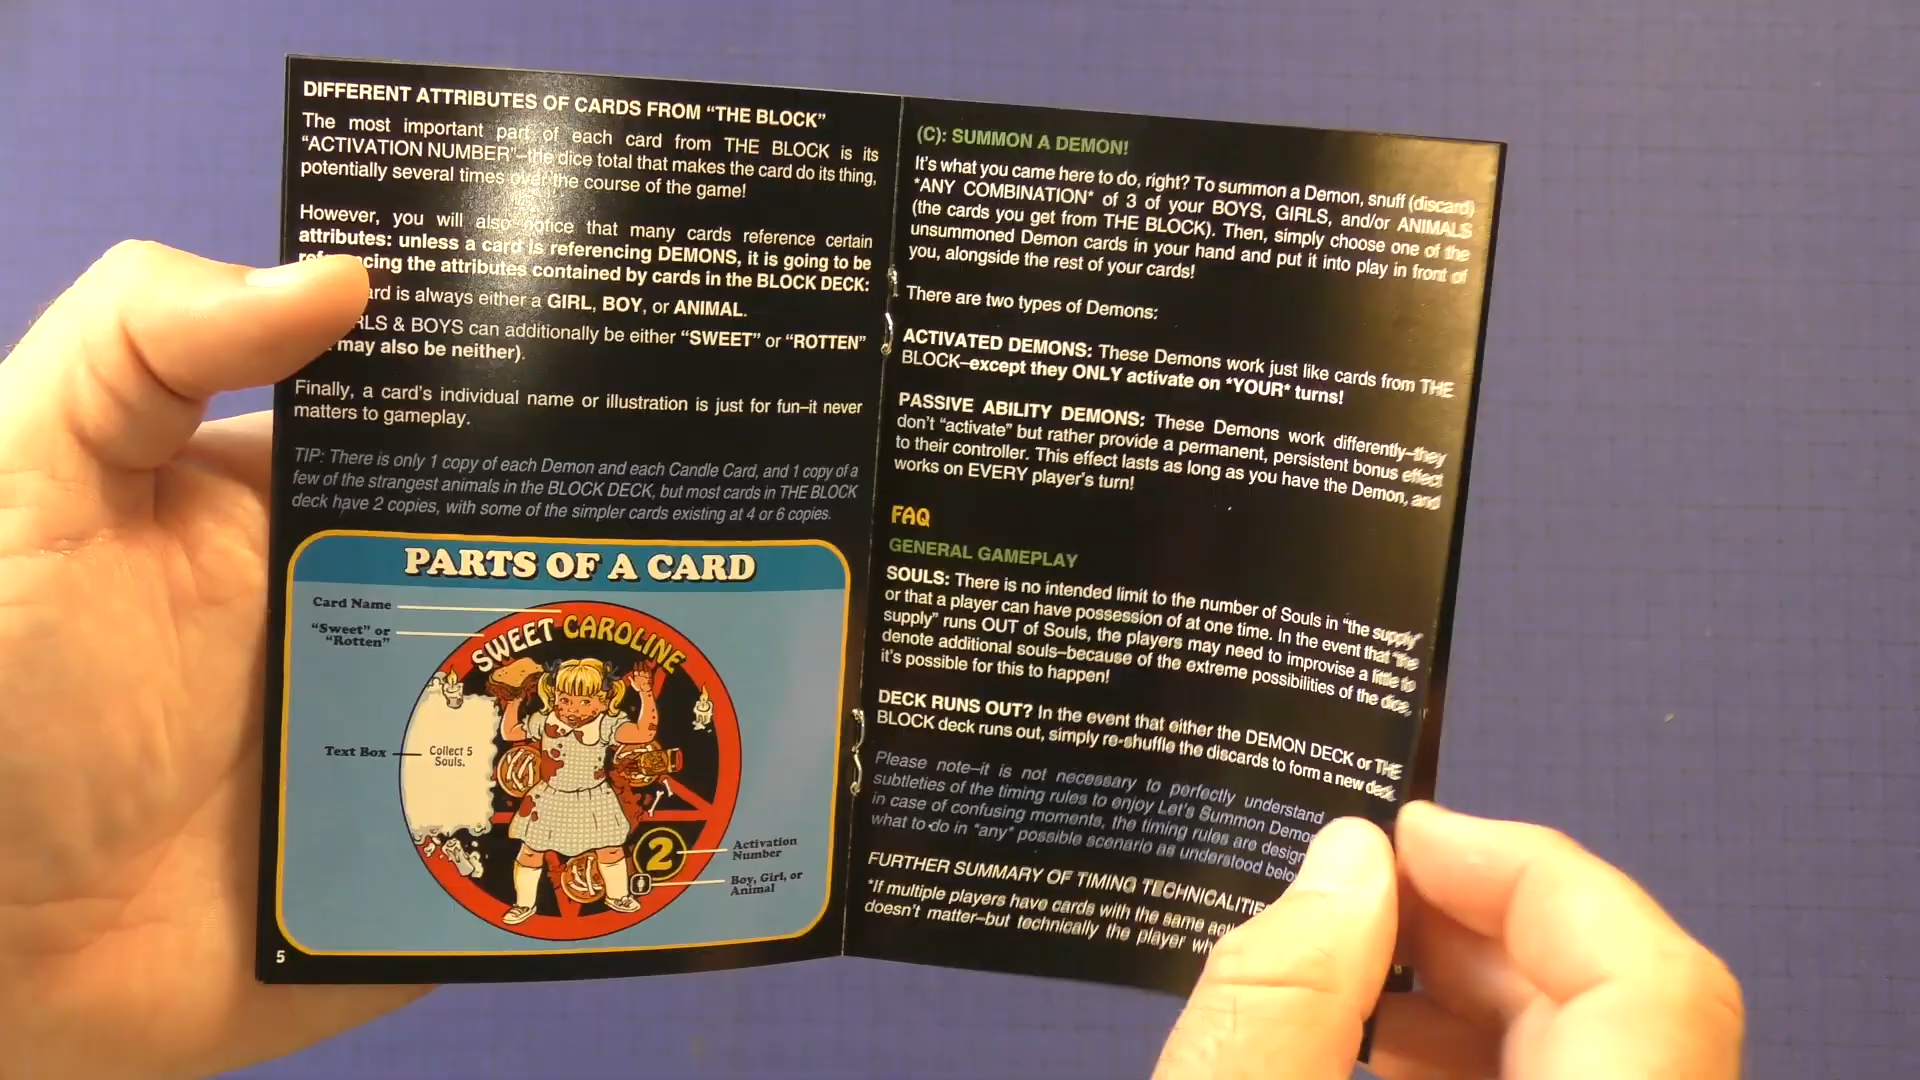 DIFFERENT ATTRIBUTES OF CARDS FROM “THE BLOCK”
The most important part of each card from THE BLOCK is its
“ACTIVATION NUMBER”–the dice total that makes the card do its thing,
potentially several times over the course of the game!
However, you will also notice that many cards reference certain
attributes: unless a card is referencing DEMONS, it is going to be
cing the attributes contained by cards in the BLOCK DECK:
ard is always either a GIRL, BOY, or ANIMAL.
RLS & BOYS can additionally be either “SWEET” or “ROTTEN”
may also be neither).
Finally, a card’s individual name or illustration is just for fun–it never
matters to gameplay.
TIP: There is only 1 copy of each Demon and each Candle Card, and 1 copy of a
few of the strangest animals in the BLOCK DECK, but most cards in THE BLOCK
deck have 2 copies, with some of the simpler cards existing at 4 or 6 copies.
PARTS OF A CARD
Card Name
“Sweet” or
“Rotten”
SWEET CAROLINE
Text Box
Collect 5
Souls.
2
Activation
Number
Boy, Girl, or
Animal
5
(C): SUMMON A DEMON!
It’s what you came here to do, right? To summon a Demon, snuff (discard)
*ANY COMBINATION* of 3 of your BOYS, GIRLS, and/or ANIMALS
(the cards you get from THE BLOCK). Then, simply choose one of the
unsummoned Demon cards in your hand and put it into play in front of
you, alongside the rest of your cards!
There are two types of Demons:
ACTIVATED DEMONS: These Demons work just like cards from THE
BLOCK–except they ONLY activate on *YOUR* turns!
PASSIVE ABILITY DEMONS: These Demons work differently–they
don’t “activate” but rather provide a permanent, persistent bonus effect
to their controller. This effect lasts as long as you have the Demon, and
works on EVERY player’s turn!
FAQ
GENERAL GAMEPLAY
SOULS: There is no intended limit to the number of Souls in “the supply”
or that a player can have possession of at one time. In the event that “the
supply” runs OUT of Souls, the players may need to improvise a little to
denote additional souls–because of the extreme possibilities of the dice,
it’s possible for this to happen!
DECK RUNS OUT? In the event that either the DEMON DECK or THE
BLOCK deck runs out, simply re-shuffle the discards to form a new deck.
Please note–it is not necessary to perfectly understand
subtleties of the timing rules to enjoy Let’s Summon Demo
in case of confusing moments, the timing rules are design
what to do in *any* possible scenario as understood belo
FURTHER SUMMARY OF TIMING TECHNICALITIE
*If multiple players have cards with the same
doesn’t matter–but technically the player wh